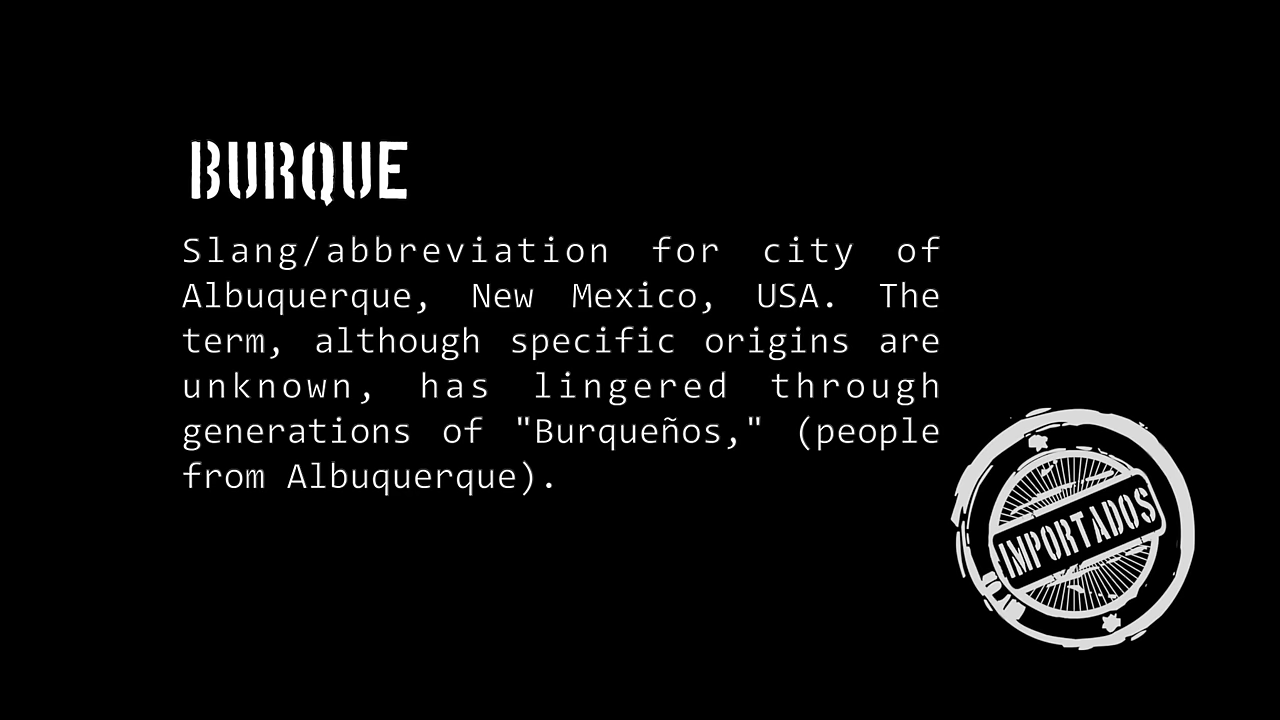 BURQUE
Slang/abbreviation for city of
Albuquerque, New Mexico, USA. The
term, although specific origins are
unknown, has lingered through
generations of "Burqueños," (people
from Albuquerque).
IMPORTADOS